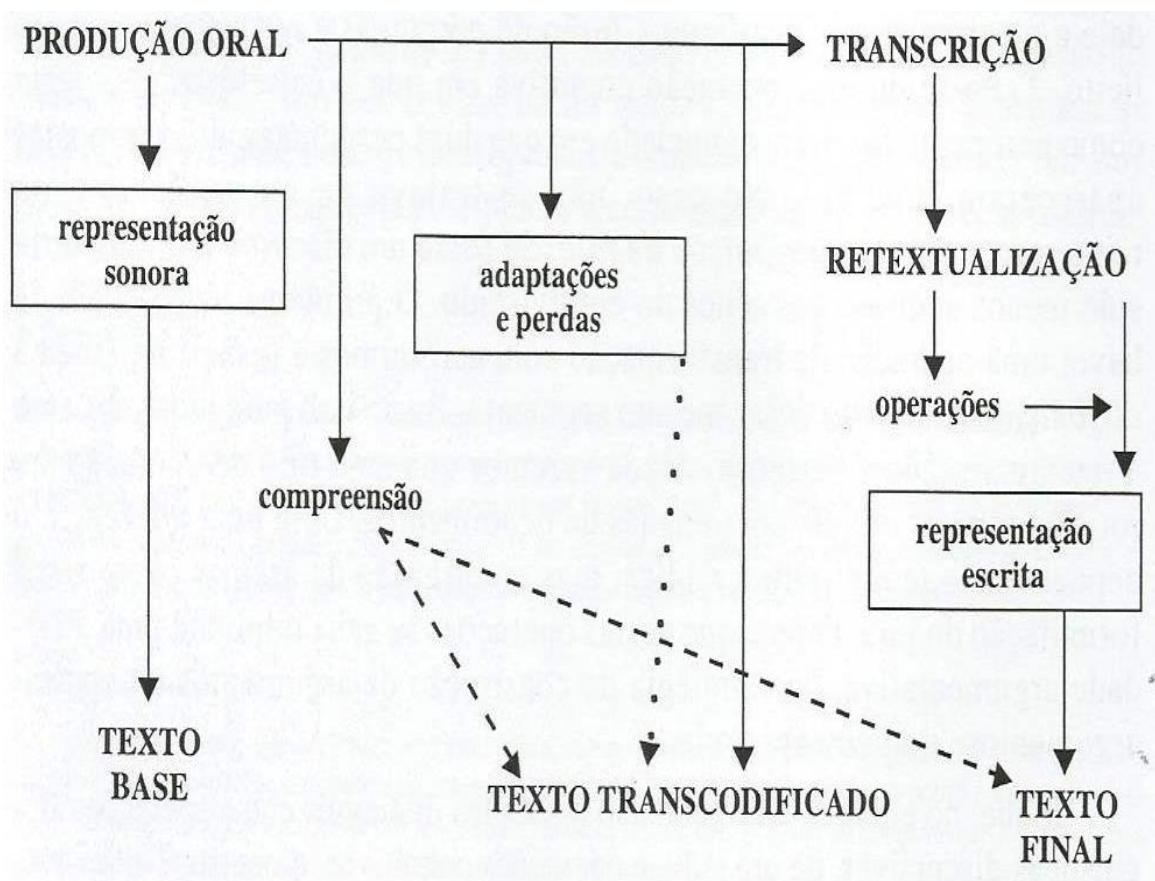 PRODUÇÃO ORAL
TRANSCRIÇÃO
representação
sonora
adaptações
e perdas
RETEXTUALIZAÇÃO
operações
compreensão
representação
escrita
TEXTO
BASE
TEXTO TRANSCODIFICADO
TEXTO
FINAL